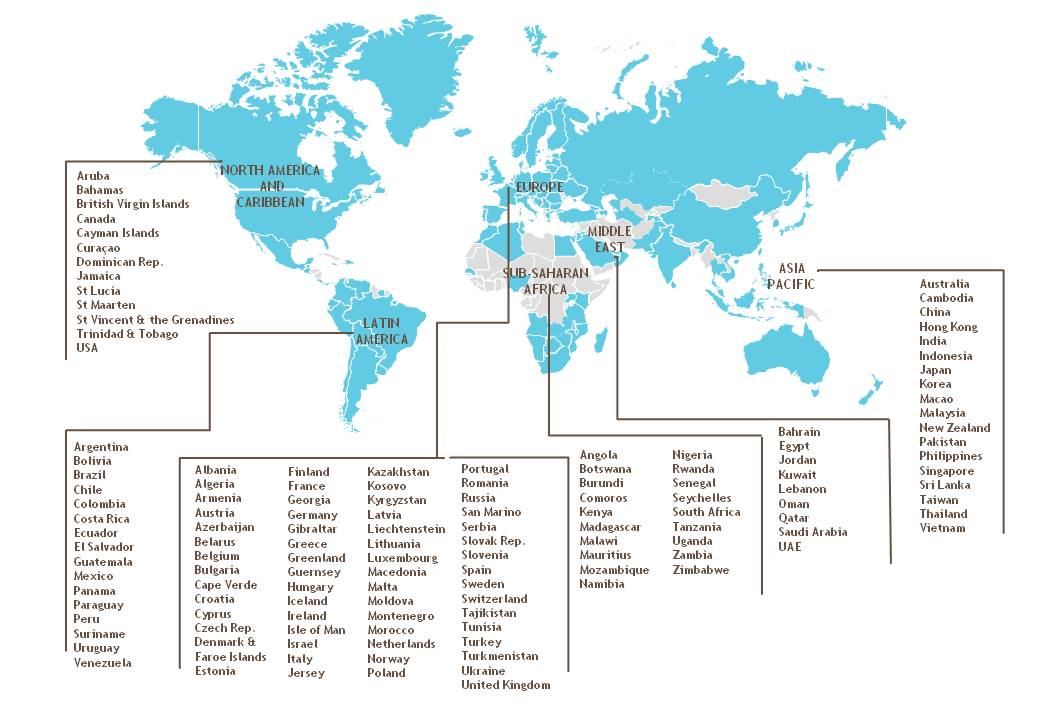 NORTH AMERICA
AND
CARIBBEAN
Aruba
Bahamas
British Virgin Islands
Canada
Cayman Islands
Curaçao
Dominican Rep.
Jamaica
St Lucia
St Maarten
St Vincent & the Grenadines
Trinidad & Tobago
USA
LATIN
AMERICA
Argentina
Bolivia
Brazil
Chile
Colombia
Costa Rica
Ecuador
El Salvador
Guatemala
Mexico
Panama
Paraguay
Peru
Suriname
Uruguay
Venezuela
EUROPE
Albania
Algeria
Armenia
Austria
Azerbaijan
Belarus
Belgium
Bulgaria
Cape Verde
Croatia
Cyprus
Czech Rep.
Denmark &
Faroe Islands
Estonia
Finland
France
Georgia
Germany
Gibraltar
Greece
Greenland
Guernsey
Hungary
Iceland
Ireland
Isle of Man
Israel
Italy
Jersey
Kazakhstan
Kosovo
Kyrgyzstan
Latvia
Liechtenstein
Lithuania
Luxembourg
Macedonia
Malta
Moldova
Montenegro
Morocco
Netherlands
Norway
Poland
Portugal
Romania
Russia
San Marino
Serbia
Slovak Rep.
Slovenia
Spain
Sweden
Switzerland
Tajikistan
Tunisia
Turkey
Turkmenistan
Ukraine
United Kingdom
SUB-SAHARAN
AFRICA
Angola
Botswana
Burundi
Comoros
Kenya
Madagascar
Malawi
Mauritius
Mozambique
Namibia
Nigeria
Rwanda
Senegal
Seychelles
South Africa
Tanzania
Uganda
Zambia
Zimbabwe
MIDDLE
EAST
Bahrain
Egypt
Jordan
Kuwait
Lebanon
Oman
Qatar
Saudi Arabia
UAE
ASIA
PACIFIC
Australia
Cambodia
China
Hong Kong
India
Indonesia
Japan
Korea
Macao
Malaysia
New Zealand
Pakistan
Philippines
Singapore
Sri Lanka
Taiwan
Thailand
Vietnam